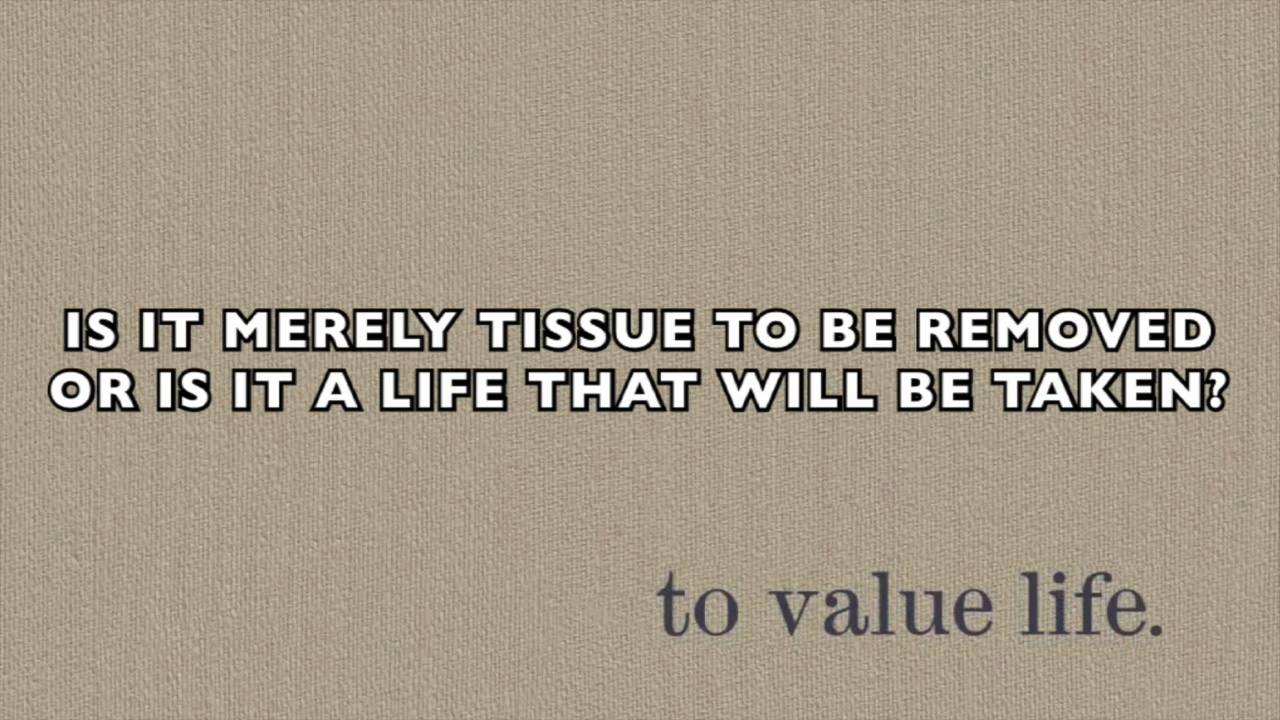 IS IT MERELY TISSUE TO BE REMOVED
OR IS IT A LIFE THAT WILL BE TAKEN?
to value life.